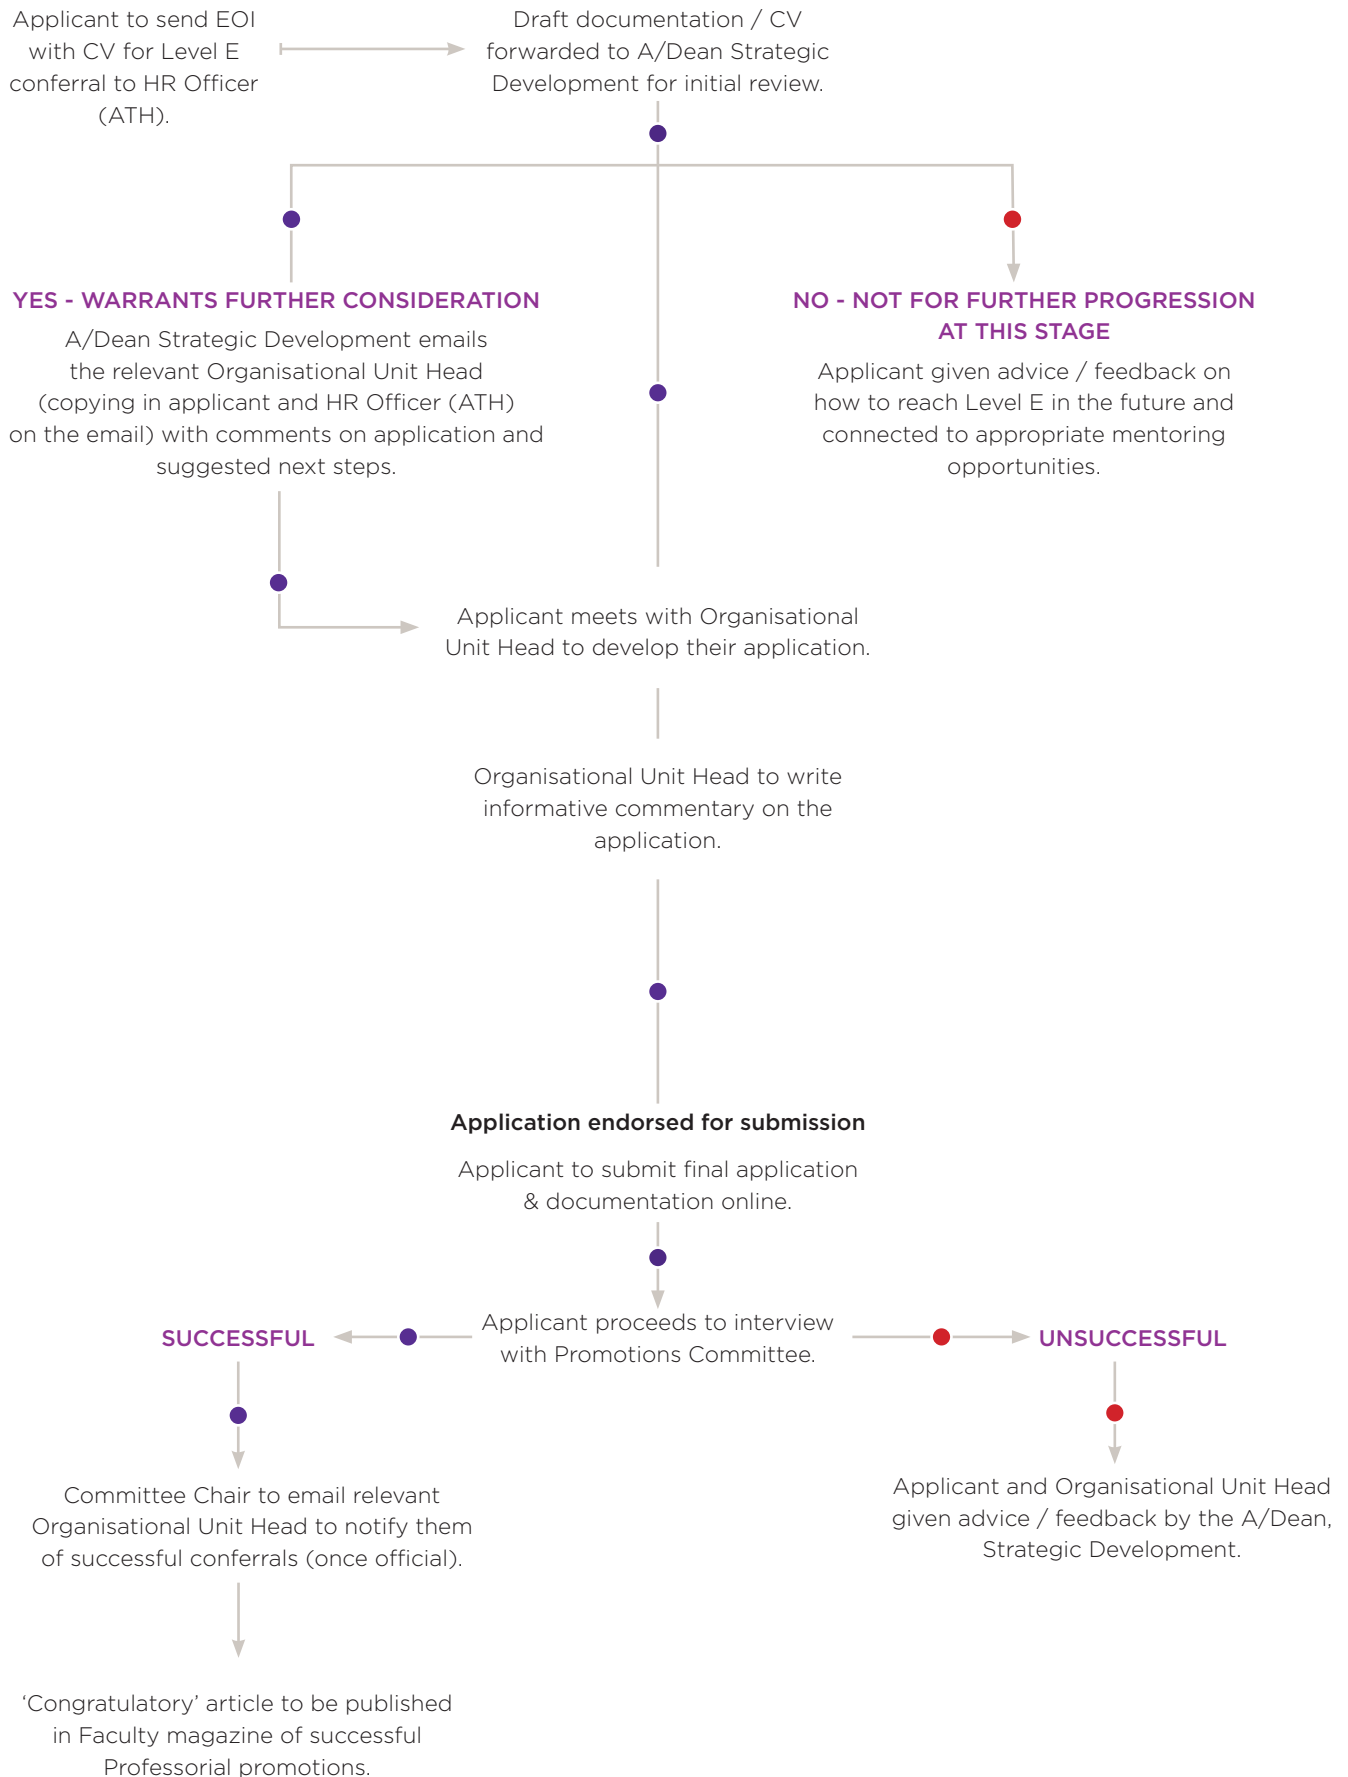 Applicant to send EOI
with CV for Level E
conferral to HR Officer
(ATH).
Draft documentation / CV
forwarded to A/Dean Strategic
Development for initial review.
YES - WARRANTS FURTHER CONSIDERATION
A/Dean Strategic Development emails
the relevant Organisational Unit Head
(copying in applicant and HR Officer (ATH)
on the email) with comments on application and
suggested next steps.
NO - NOT FOR FURTHER PROGRESSION
AT THIS STAGE
Applicant given advice / feedback on
how to reach Level E in the future and
connected to appropriate mentoring
opportunities.
Applicant meets with Organisational
Unit Head to develop their application.
Organisational Unit Head to write
informative commentary on the
application.
Application endorsed for submission
Applicant to submit final application
& documentation online.
Applicant proceeds to interview
with Promotions Committee.
SUCCESSFUL
UNSUCCESSFUL
Committee Chair to email relevant
Organisational Unit Head to notify them
of successful conferrals (once official).
Applicant and Organisational Unit Head
given advice / feedback by the A/Dean,
Strategic Development.
‘Congratulatory’ article to be published
in Faculty magazine of successful
Professorial promotions.